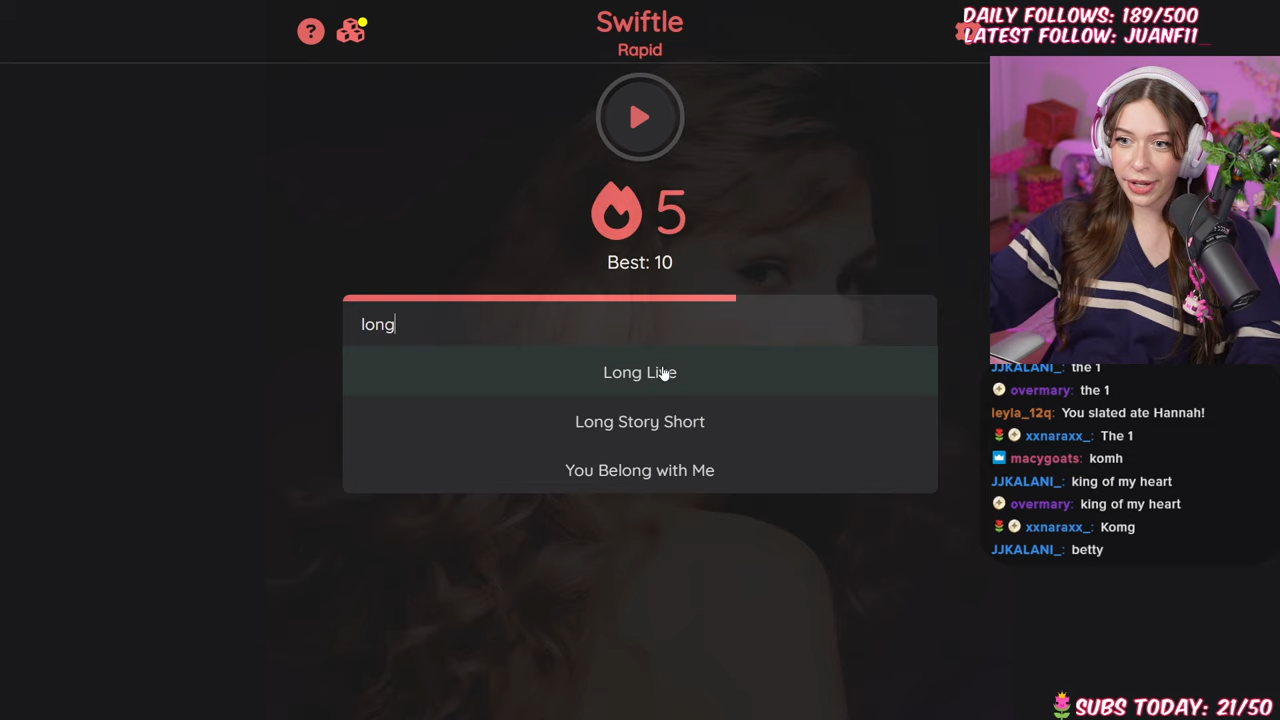 Swiftle
Rapid
DAILY FOLLOWS: 189/500
LATEST FOLLOW: JUANF11_
5
Best: 10
long
Long Live
Long Story Short
You Belong with Me
JJKALANI_: the 1
overmary: the 1
leyla_12q: You slated ate Hannah!
xxnaraxx_: The 1
macygoats: komh
JJKALANI_: king of my heart
overmary: king of my heart
xxnaraxx_: Komg
JJKALANI_: betty
SUBS TODAY: 21/50